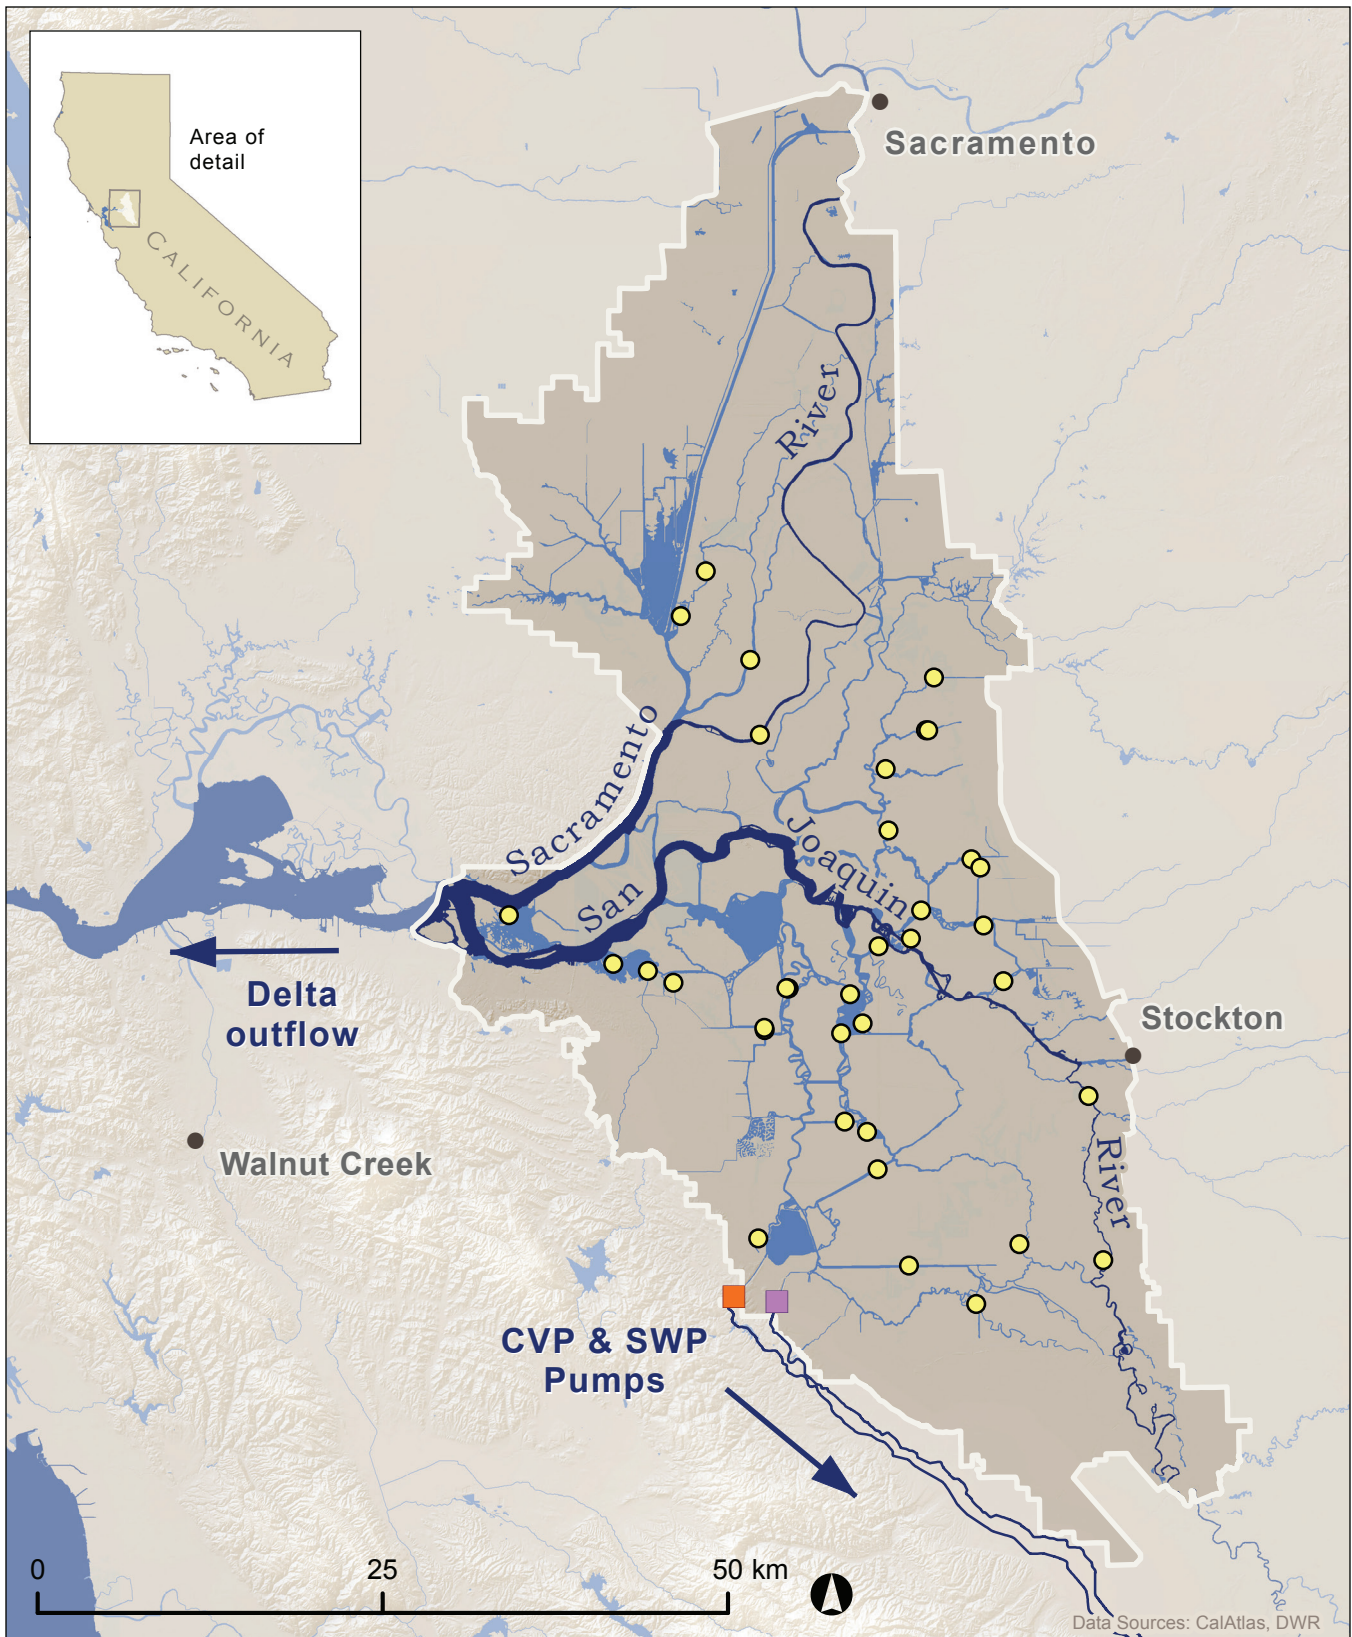 Area of
detail
CALIFORNIA
Sacramento
River
Sacramento
San
Joaquin
Delta
outflow
Stockton
Walnut Creek
River
CVP & SWP
Pumps
0
25
50 km
Data Sources: CalAtlas, DWR